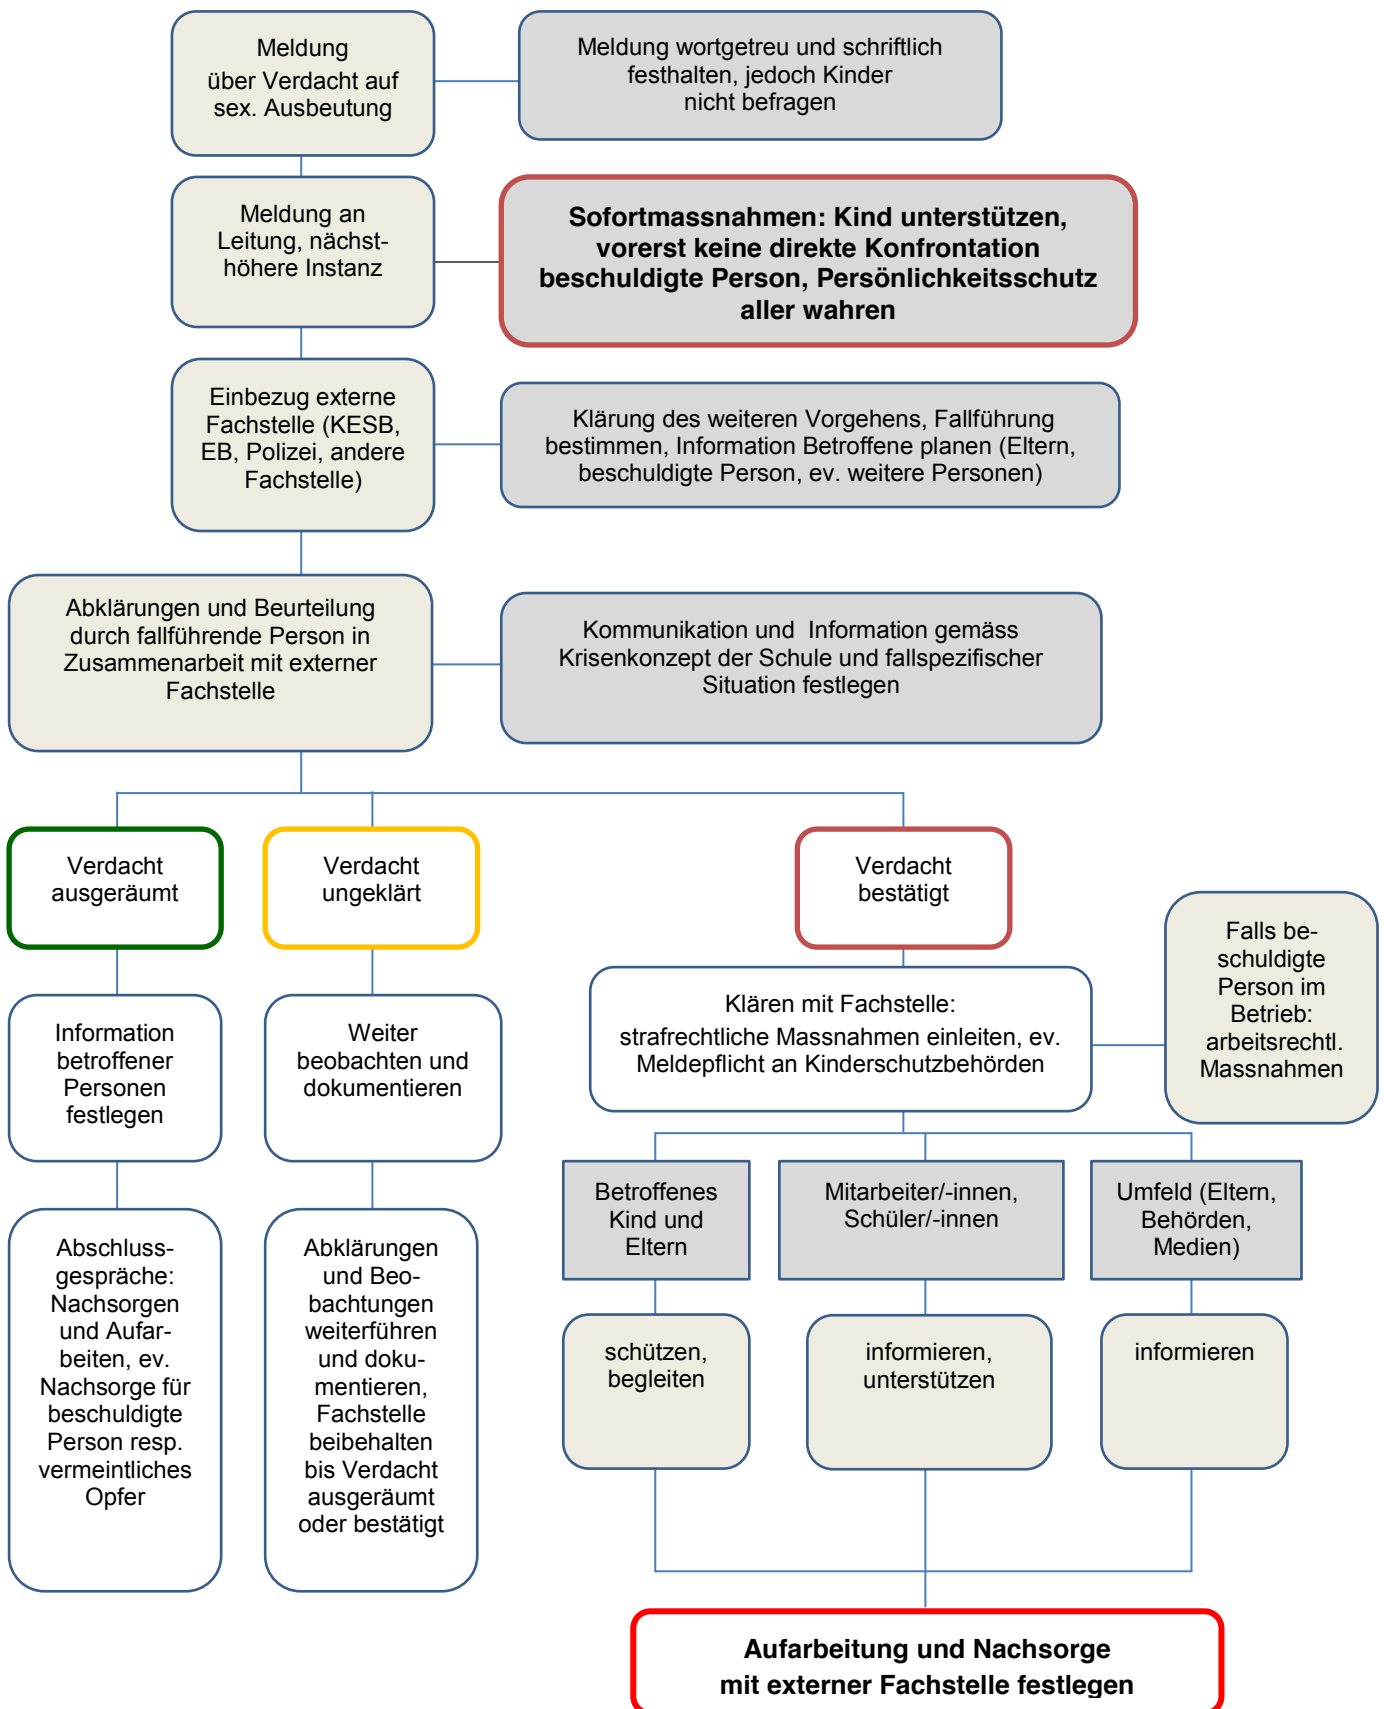 Meldung
über Verdacht auf
sex. Ausbeutung
Meldung wortgetreu und schriftlich
festhalten, jedoch Kinder
nicht befragen
Meldung an
Leitung, nächst-
höhere Instanz
Sofortmassnahmen: Kind unterstützen,
vorerst keine direkte Konfrontation
beschuldigte Person, Persönlichkeitsschutz
aller wahren
Einbezug externe
Fachstelle (KESB,
EB, Polizei, andere
Fachstelle)
Klärung des weiteren Vorgehens, Fallführung
bestimmen, Information Betroffene planen (Eltern,
beschuldigte Person, ev. weitere Personen)
Abklärungen und Beurteilung
durch fallführende Person in
Zusammenarbeit mit externer
Fachstelle
Kommunikation und Information gemäss
Krisenkonzept der Schule und fallspezifischer
Situation festlegen
Verdacht
ausgeräumt
Verdacht
ungeklärt
Verdacht
bestätigt
Falls be-
schuldigte
Person im
Betrieb:
arbeitsrechtl.
Massnahmen
Information
betroffener
Personen
festlegen
Weiter
beobachten und
dokumentieren
Klären mit Fachstelle:
strafrechtliche Massnahmen einleiten, ev.
Meldepflicht an Kinderschutzbehörden
Betroffenes
Kind und
Eltern
Mitarbeiter/-innen,
Schüler/-innen
Umfeld (Eltern,
Behörden,
Medien)
Abschluss-
gespräche:
Nachsorgen
und Aufar-
beiten, ev.
Nachsorge für
beschuldigte
Person resp.
vermeintliches
Opfer
Abklärungen
und Beo-
bachtungen
weiterführen
und doku-
mentieren,
Fachstelle
beibehalten
bis Verdacht
ausgeräumt
oder bestätigt
schützen,
begleiten
informieren,
unterstützen
informieren
Aufarbeitung und Nachsorge
mit externer Fachstelle festlegen